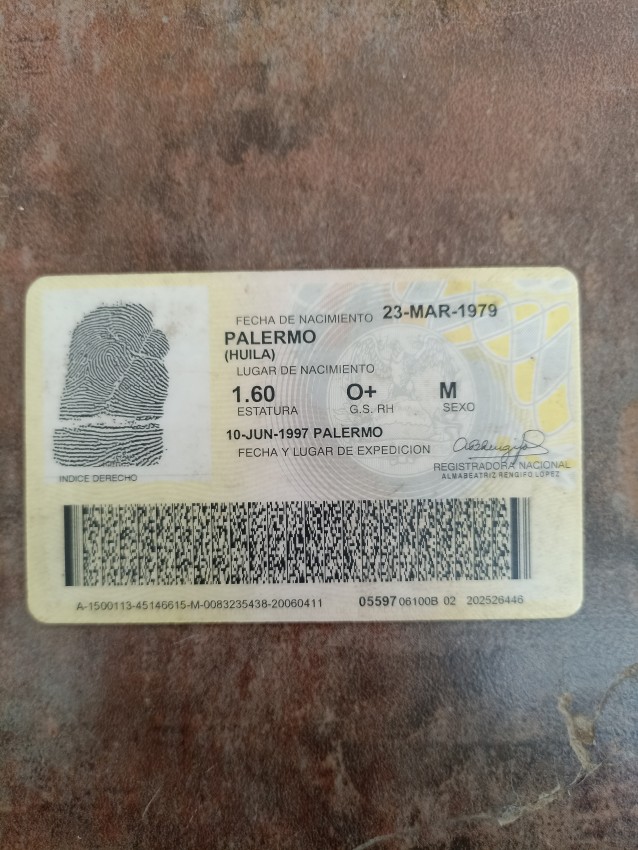 FECHA DE NACIMIENTO 23-MAR-1979
PALERMO
(HUILA)
LUGAR DE NACIMIENTO
1.60 O+ M
ESTATURA G.S. RH SEXO
10-JUN-1997 PALERMO
FECHA Y LUGAR DE EXPEDICION
REGISTRADORA NACIONAL
ALMABEATRIZ RENGIFO LOPEZ
INDICE DERECHO
A-1500113-45146615-M-0083235438-20060411 05597 06100B 02 202526446